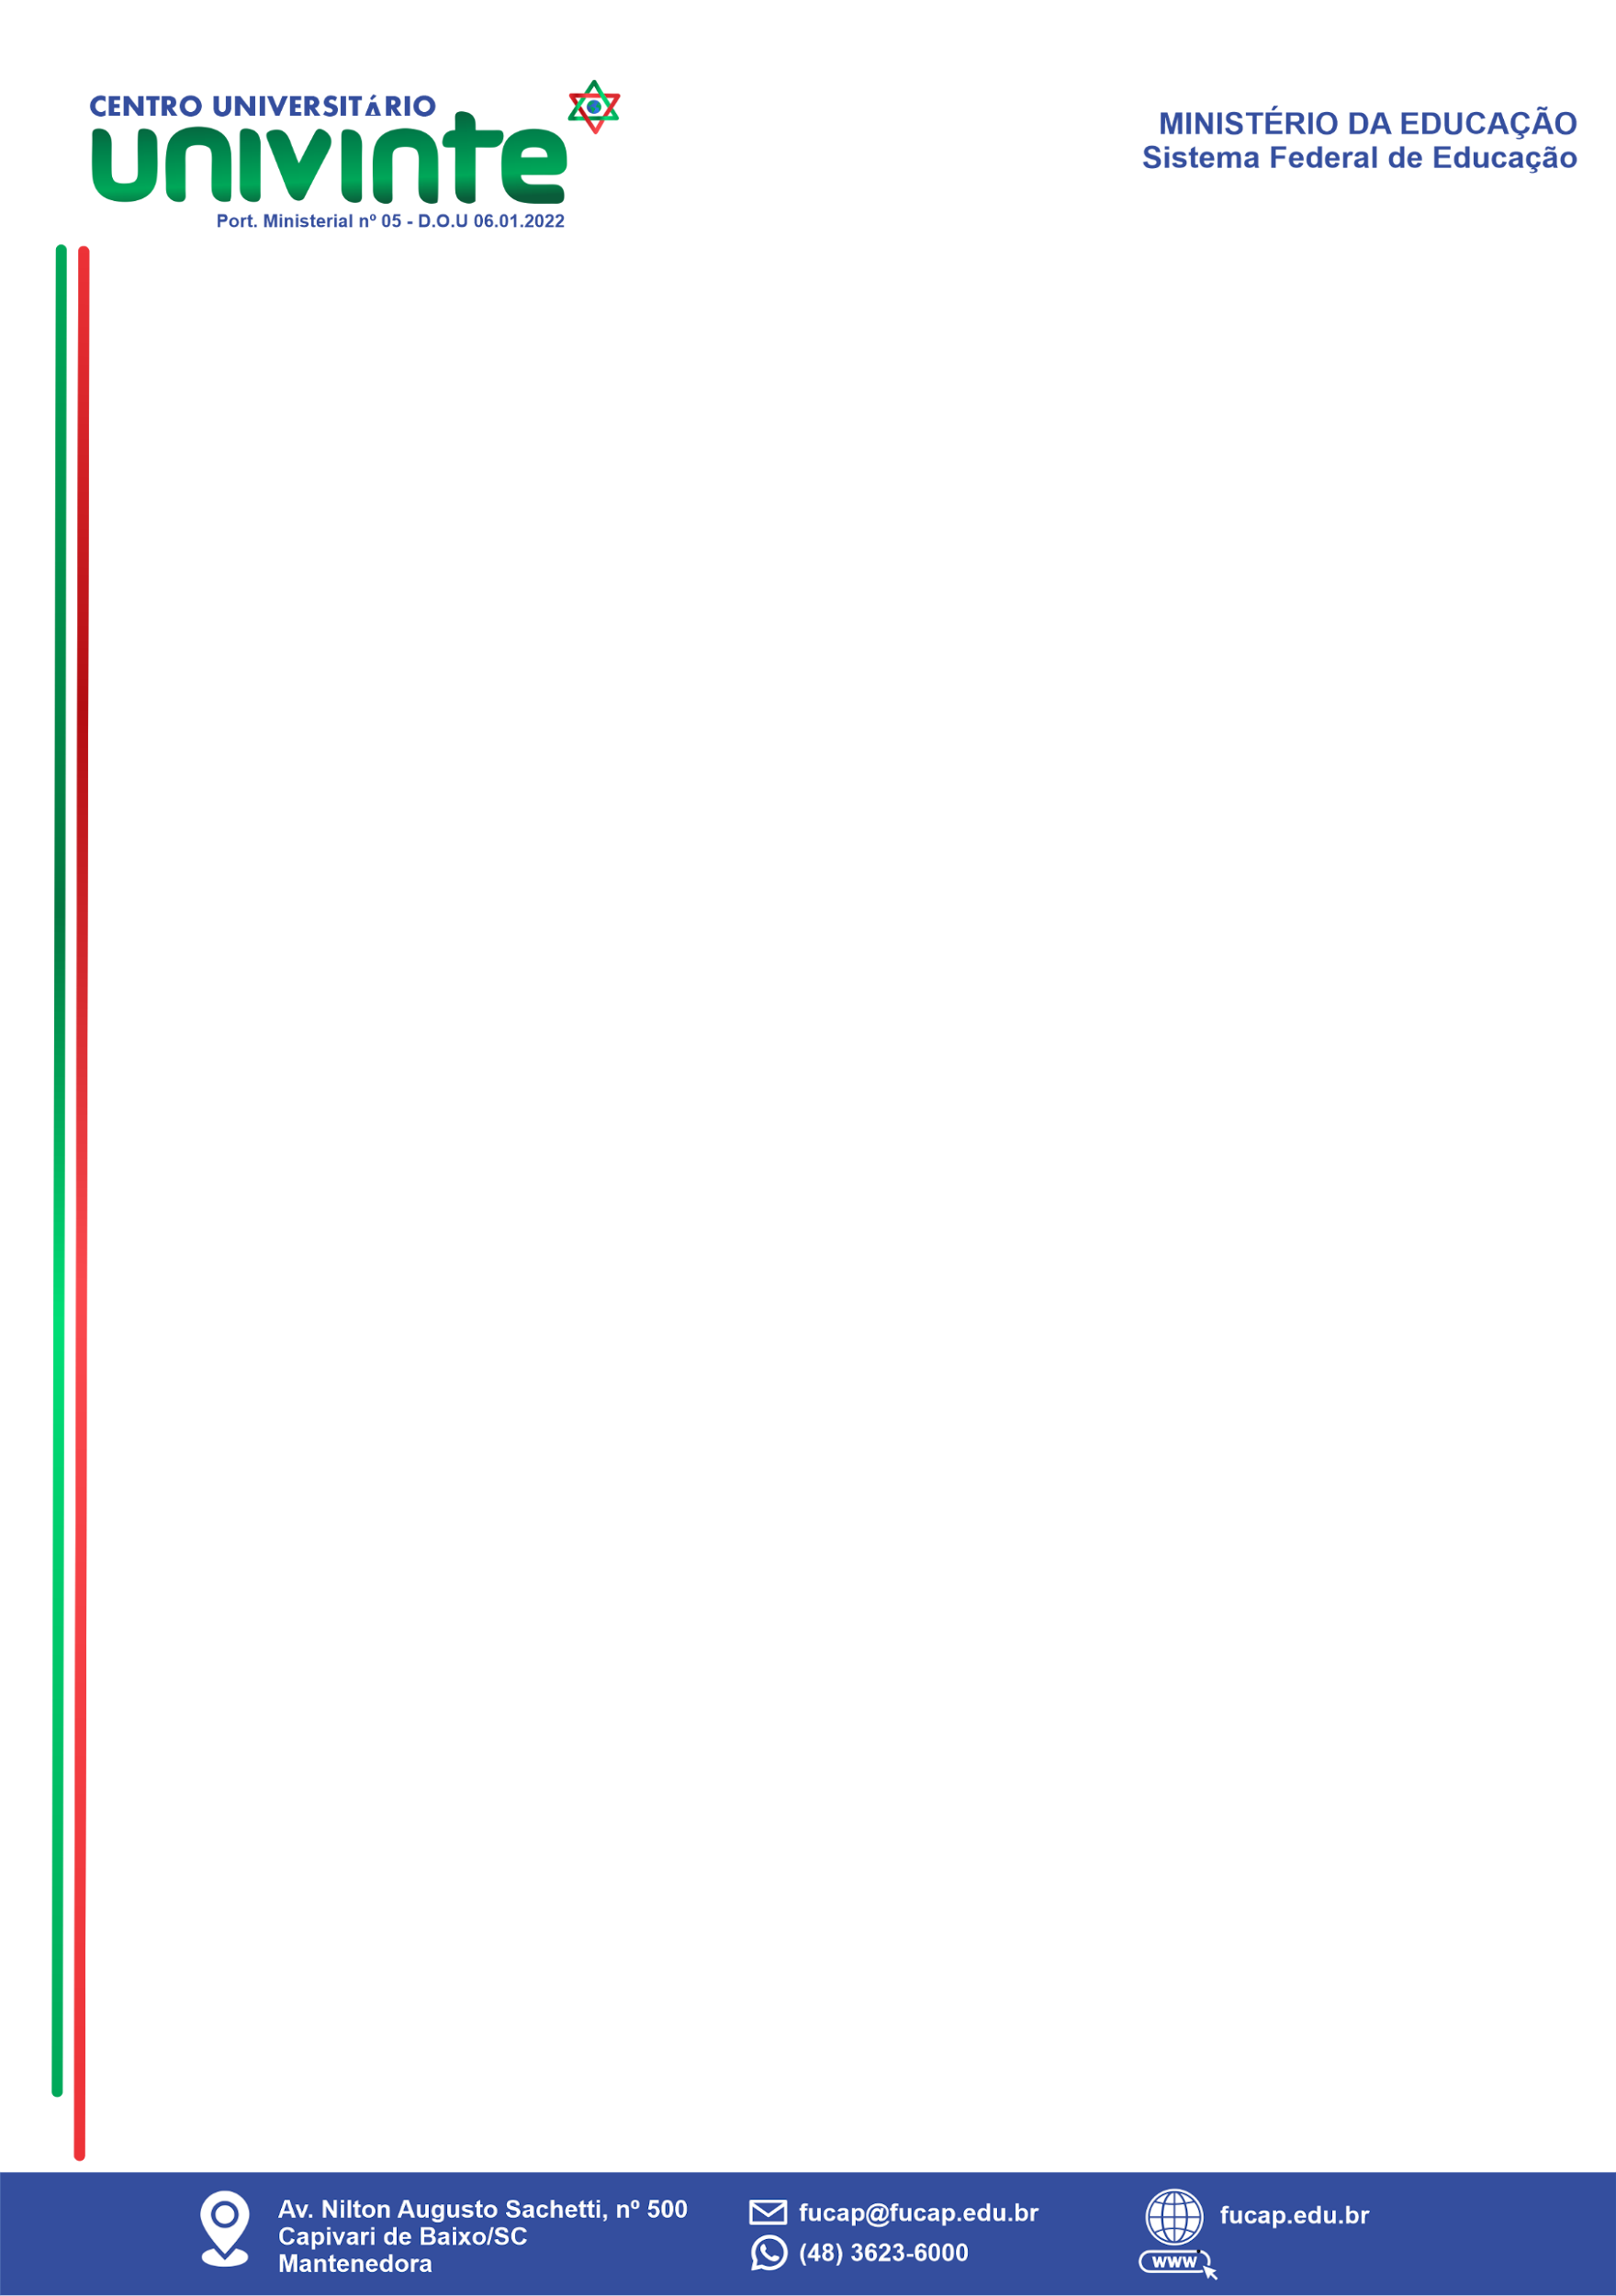 CENTRO UNIVERSITÁRIO
univinte
Port. Ministerial nº 05 - D.O.U 06.01.2022
MINISTÉRIO DA EDUCAÇÃO
Sistema Federal de Educação
Av. Nilton Augusto Sachetti, nº 500
Capivari de Baixo/SC
Mantenedora
fucap@fucap.edu.br
(48) 3623-6000
fucap.edu.br
www